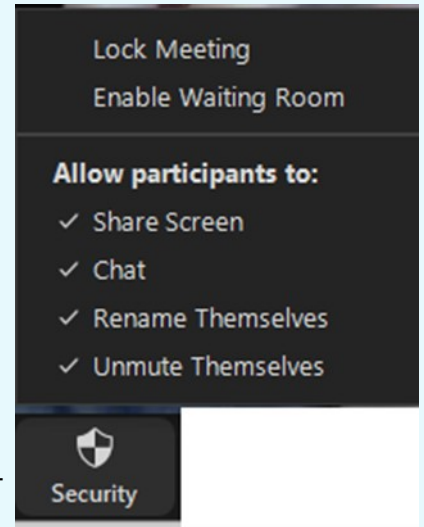 Lock Meeting
Enable Waiting Room
Allow participants to:
✓ Share Screen
✓ Chat
✓ Rename Themselves
✓ Unmute Themselves
Security